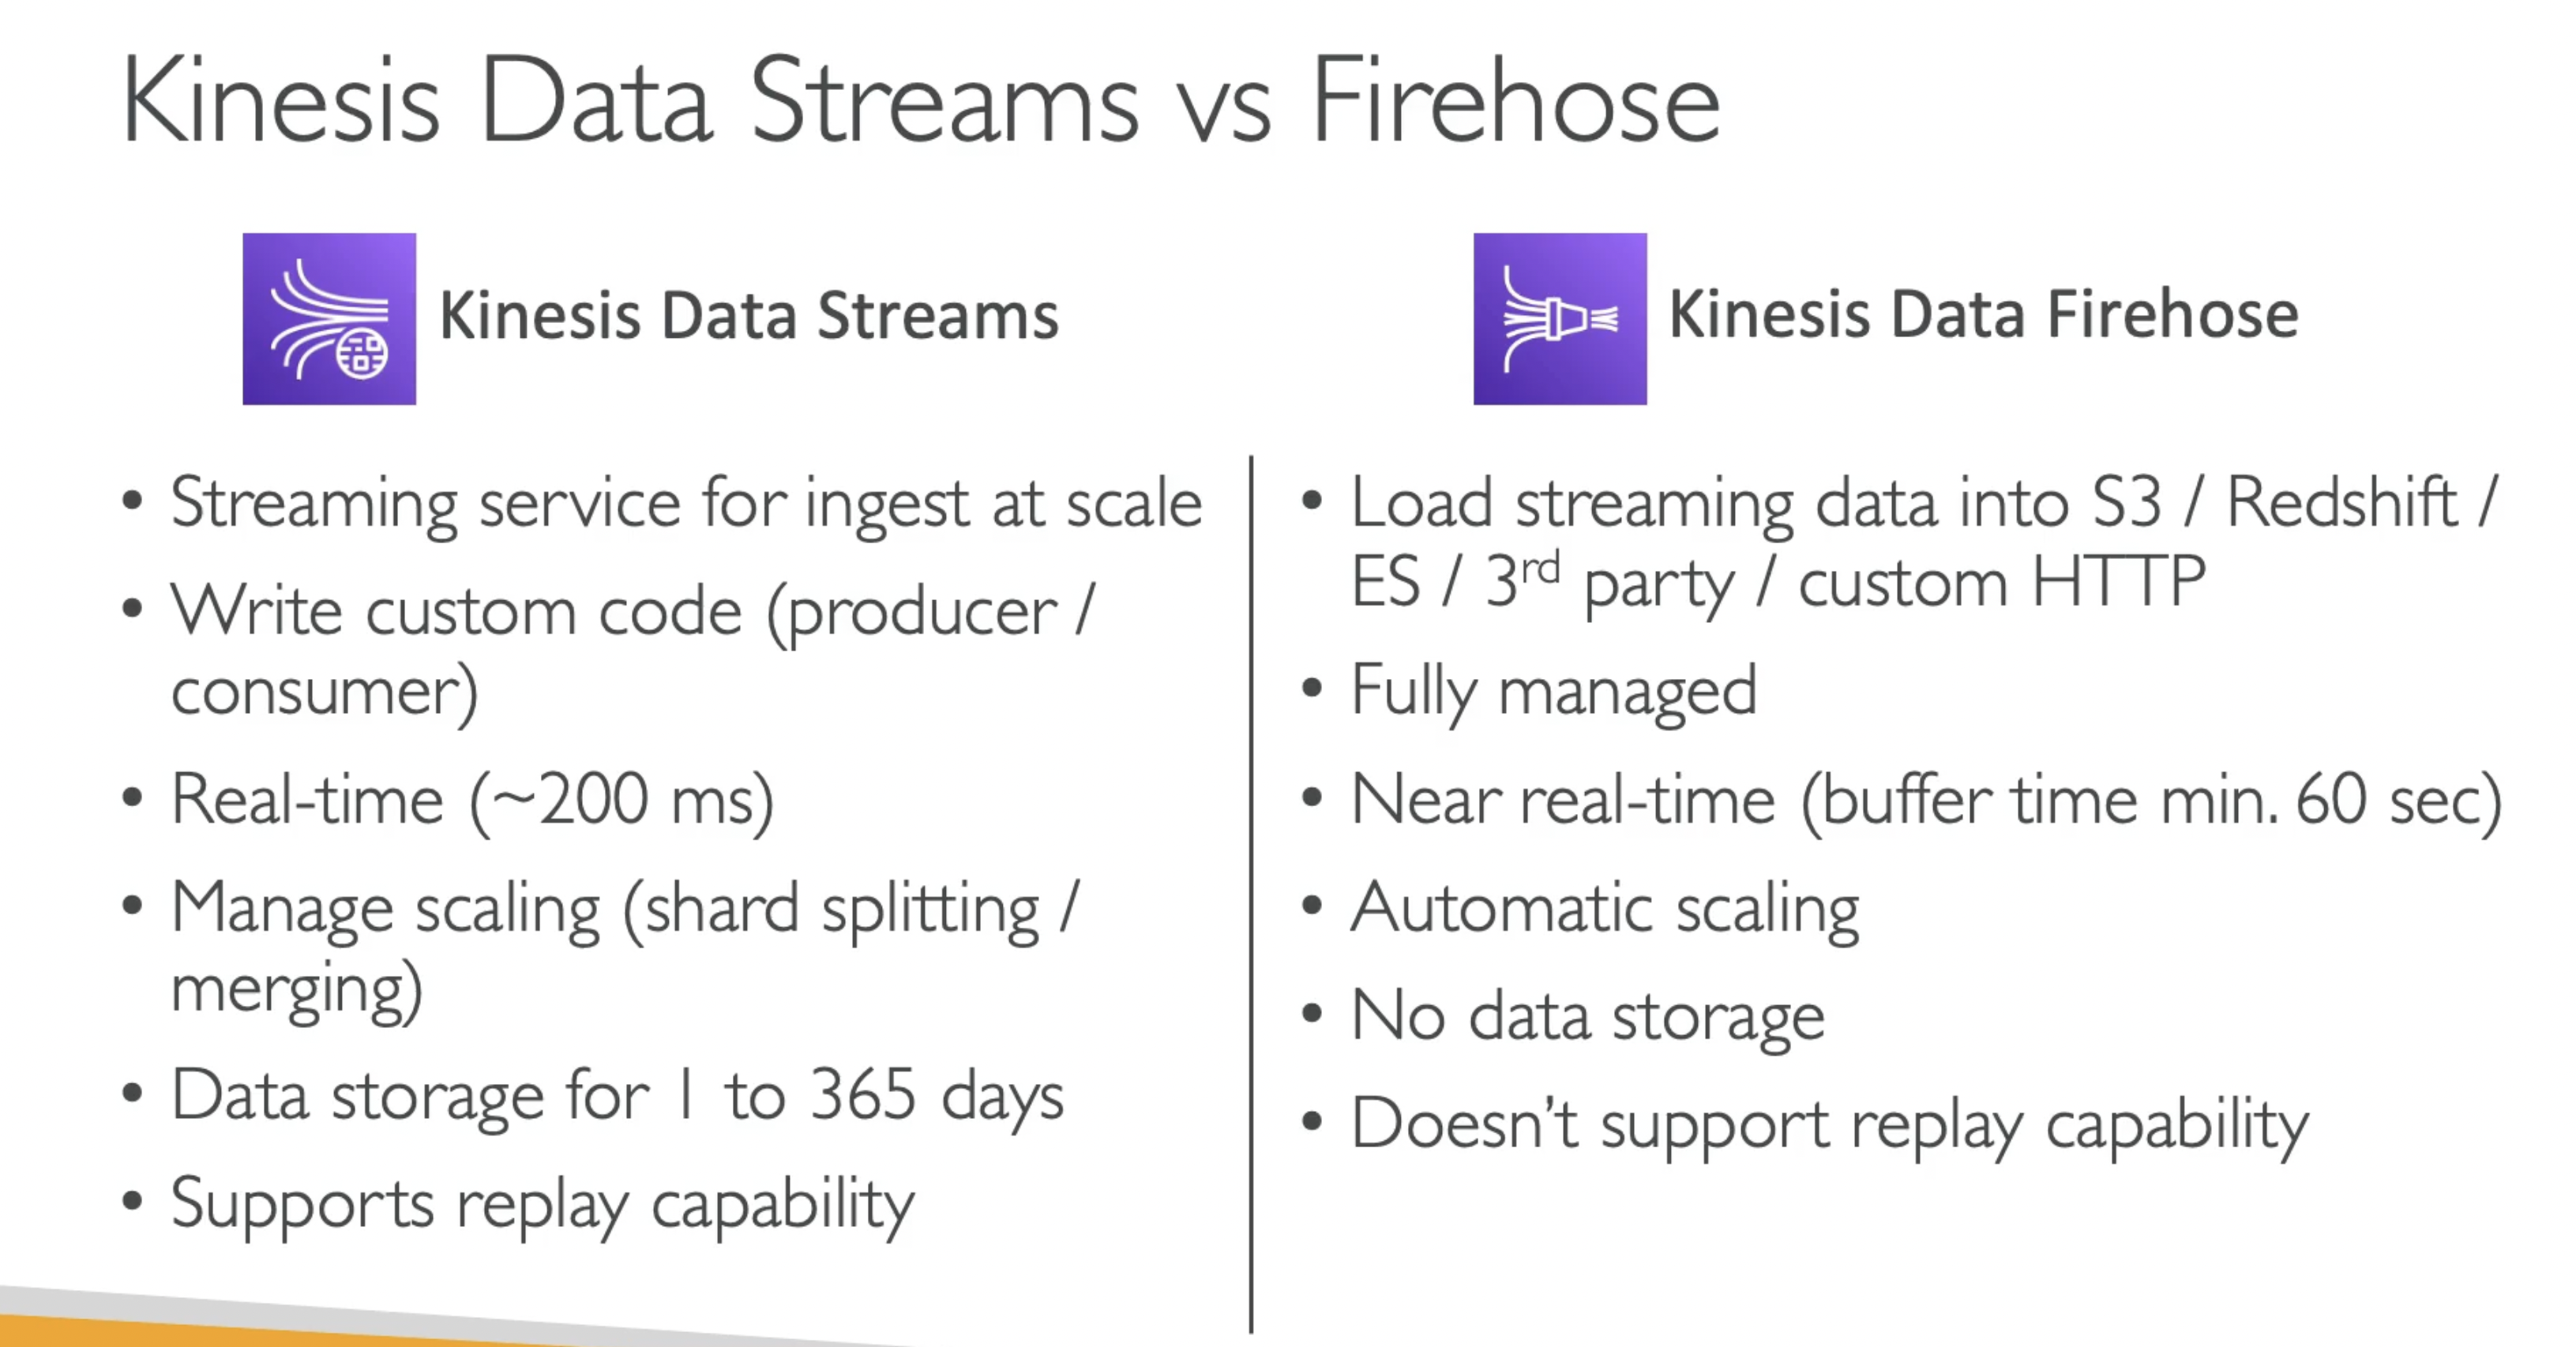 Kinesis Data Streams vs Firehose
Kinesis Data Streams
• Streaming service for ingest at scale
• Write custom code (producer /
consumer)
• Real-time (~200 ms)
• Manage scaling (shard splitting /
merging)
• Data storage for 1 to 365 days
• Supports replay capability
Kinesis Data Firehose
• Load streaming data into S3 / Redshift /
ES / 3rd party / custom HTTP
• Fully managed
• Near real-time (buffer time min. 60 sec)
• Automatic scaling
• No data storage
• Doesn’t support replay capability